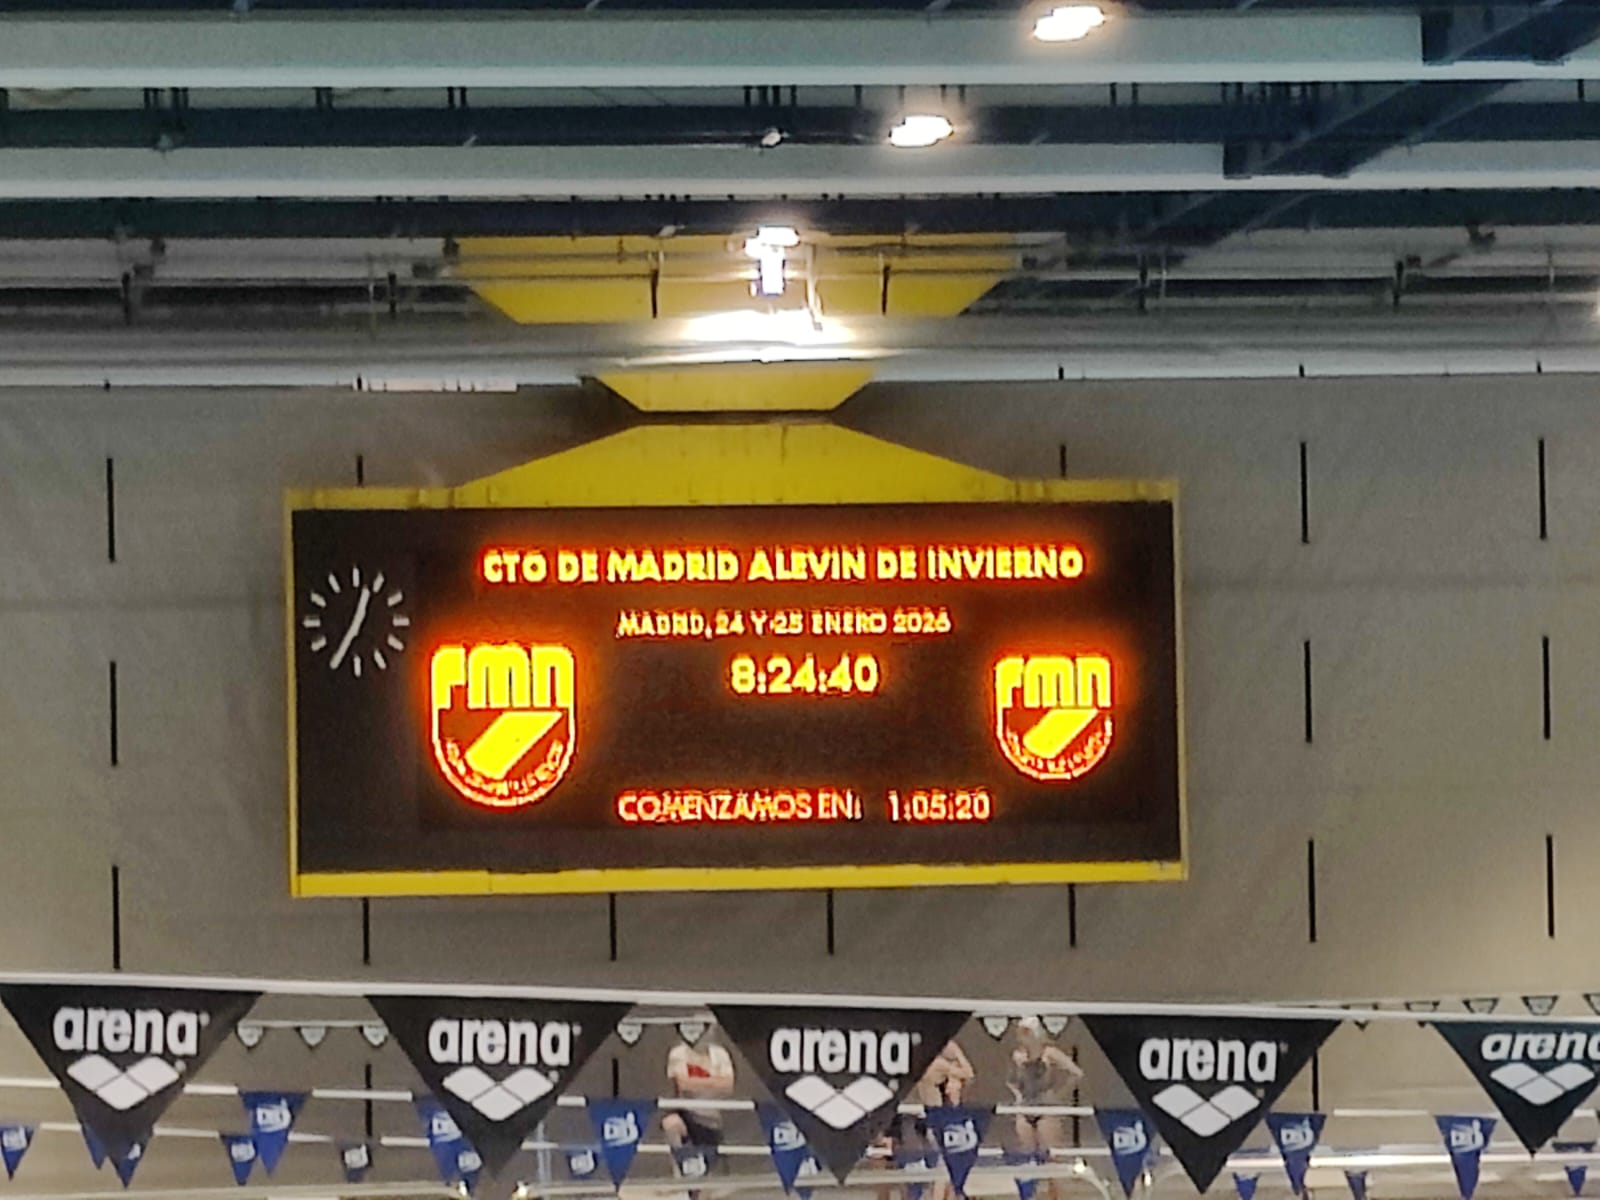 CTO DE MADRID ALEVIN DE INVIERNO
MADRID, 24 Y 25 ENERO 2026
8:24:40
fmn fmn
COMENZAMOS EN: 1:05:20
arena arena arena arena arena